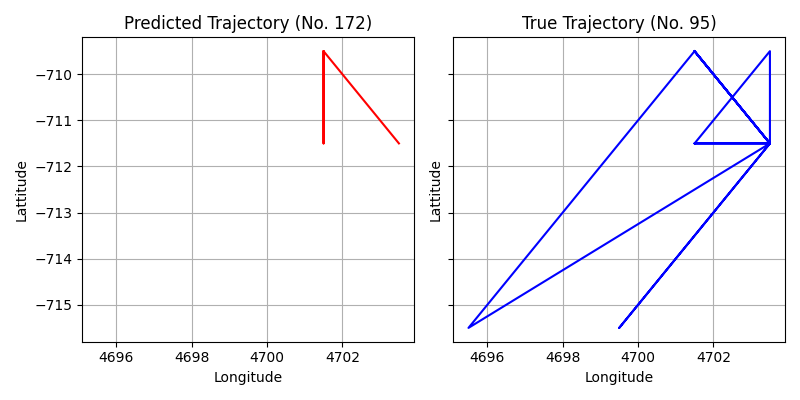 Predicted Trajectory (No. 172)
True Trajectory (No. 95)
Lattitude
−710
−711
−712
−713
−714
−715
4696
4698
4700
4702
Longitude
Lattitude
4696
4698
4700
4702
Longitude